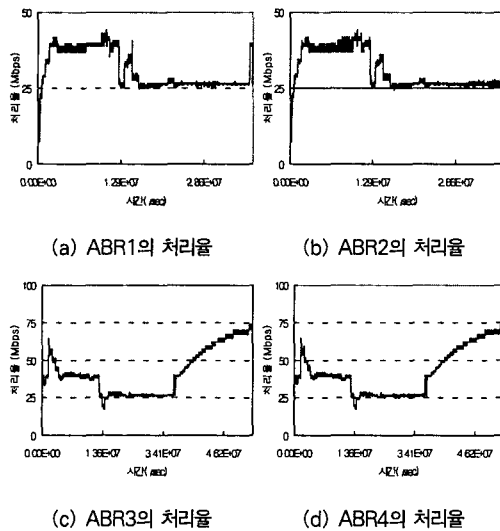 50
25
0
처리율 (Mbps)
0.00E+00
1.29E+07
2.86E+07
시간( μsec)
(a) ABR1의 처리율
50
25
0
처리율 (Mbps)
0.00E+00
1.29E+07
2.86E+07
시간( μsec)
(b) ABR2의 처리율
100
75
50
25
0
처리율 (Mbps)
0.00E+00
1.36E+07
3.41E+07
4.62E+07
시간( μsec)
(c) ABR3의 처리율
100
75
50
25
0
처리율 (Mbps)
0.00E+00
1.36E+07
3.41E+07
4.62E+07
시간( μsec)
(d) ABR4의 처리율